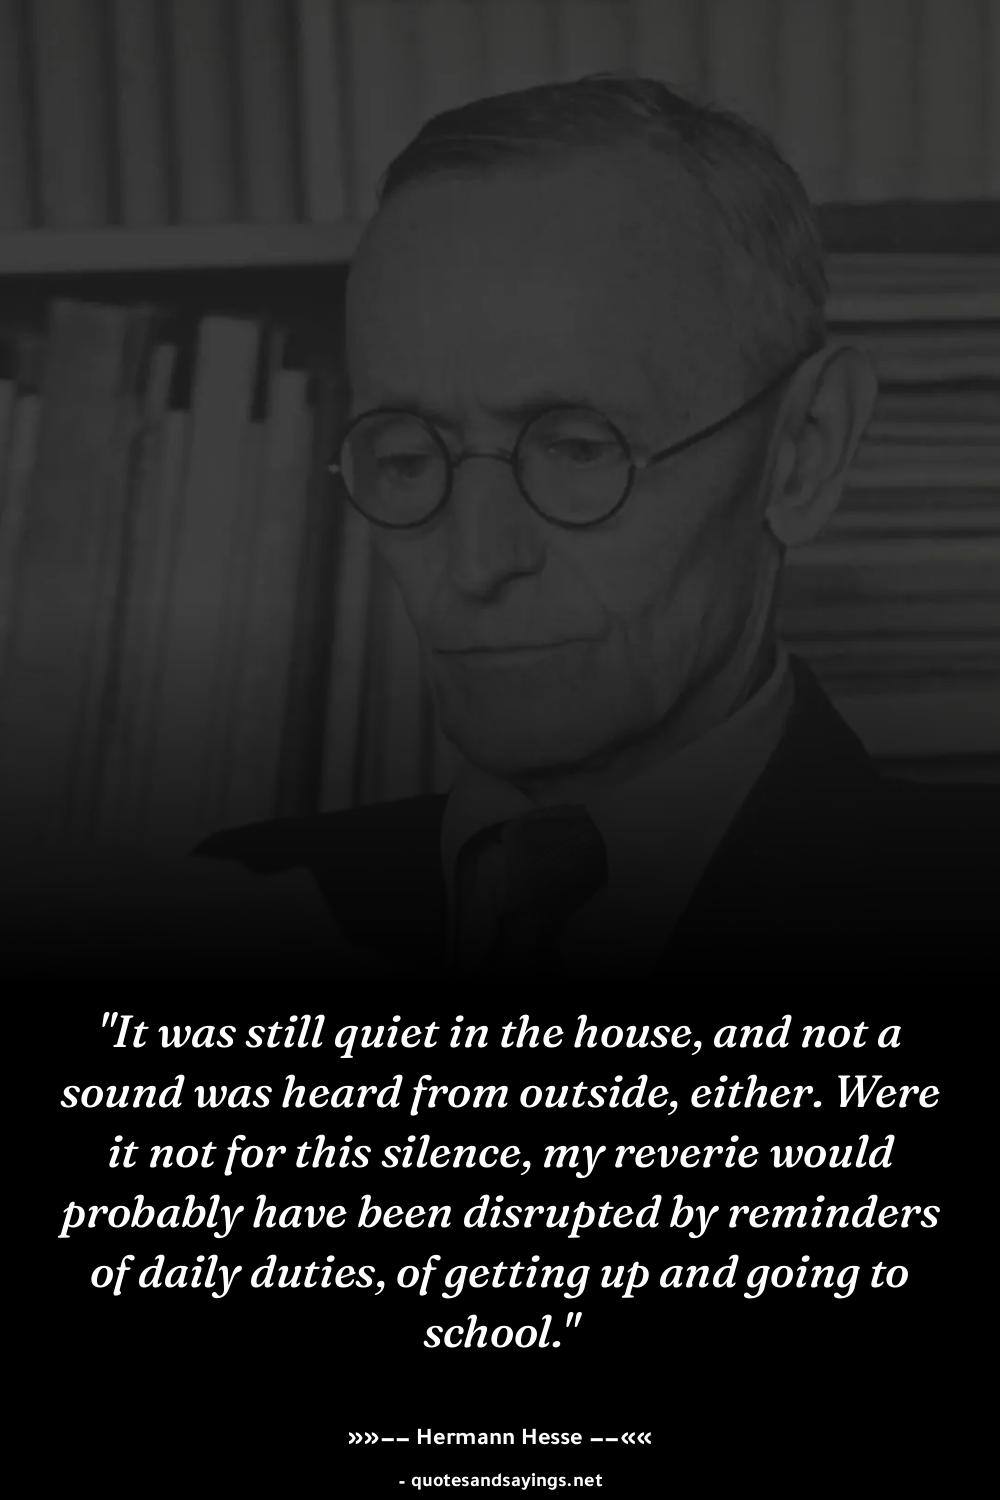 "It was still quiet in the house, and not a
sound was heard from outside, either. Were
it not for this silence, my reverie would
probably have been disrupted by reminders
of daily duties, of getting up and going to
school."
»»−− Hermann Hesse −−««
- quotesandsayings.net